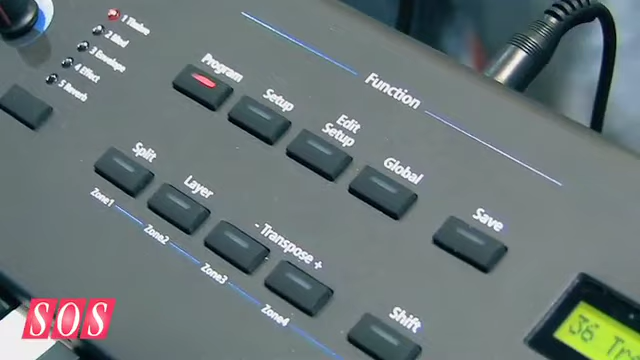 1 Timbre
2 Mod
3 Envelope
4 Effect
5 Reverb
Function
Program
Setup
Edit
Setup
Global
Save
Split
Layer
- Transpose +
Shift
Zone1
Zone2
Zone3
Zone4
SOS